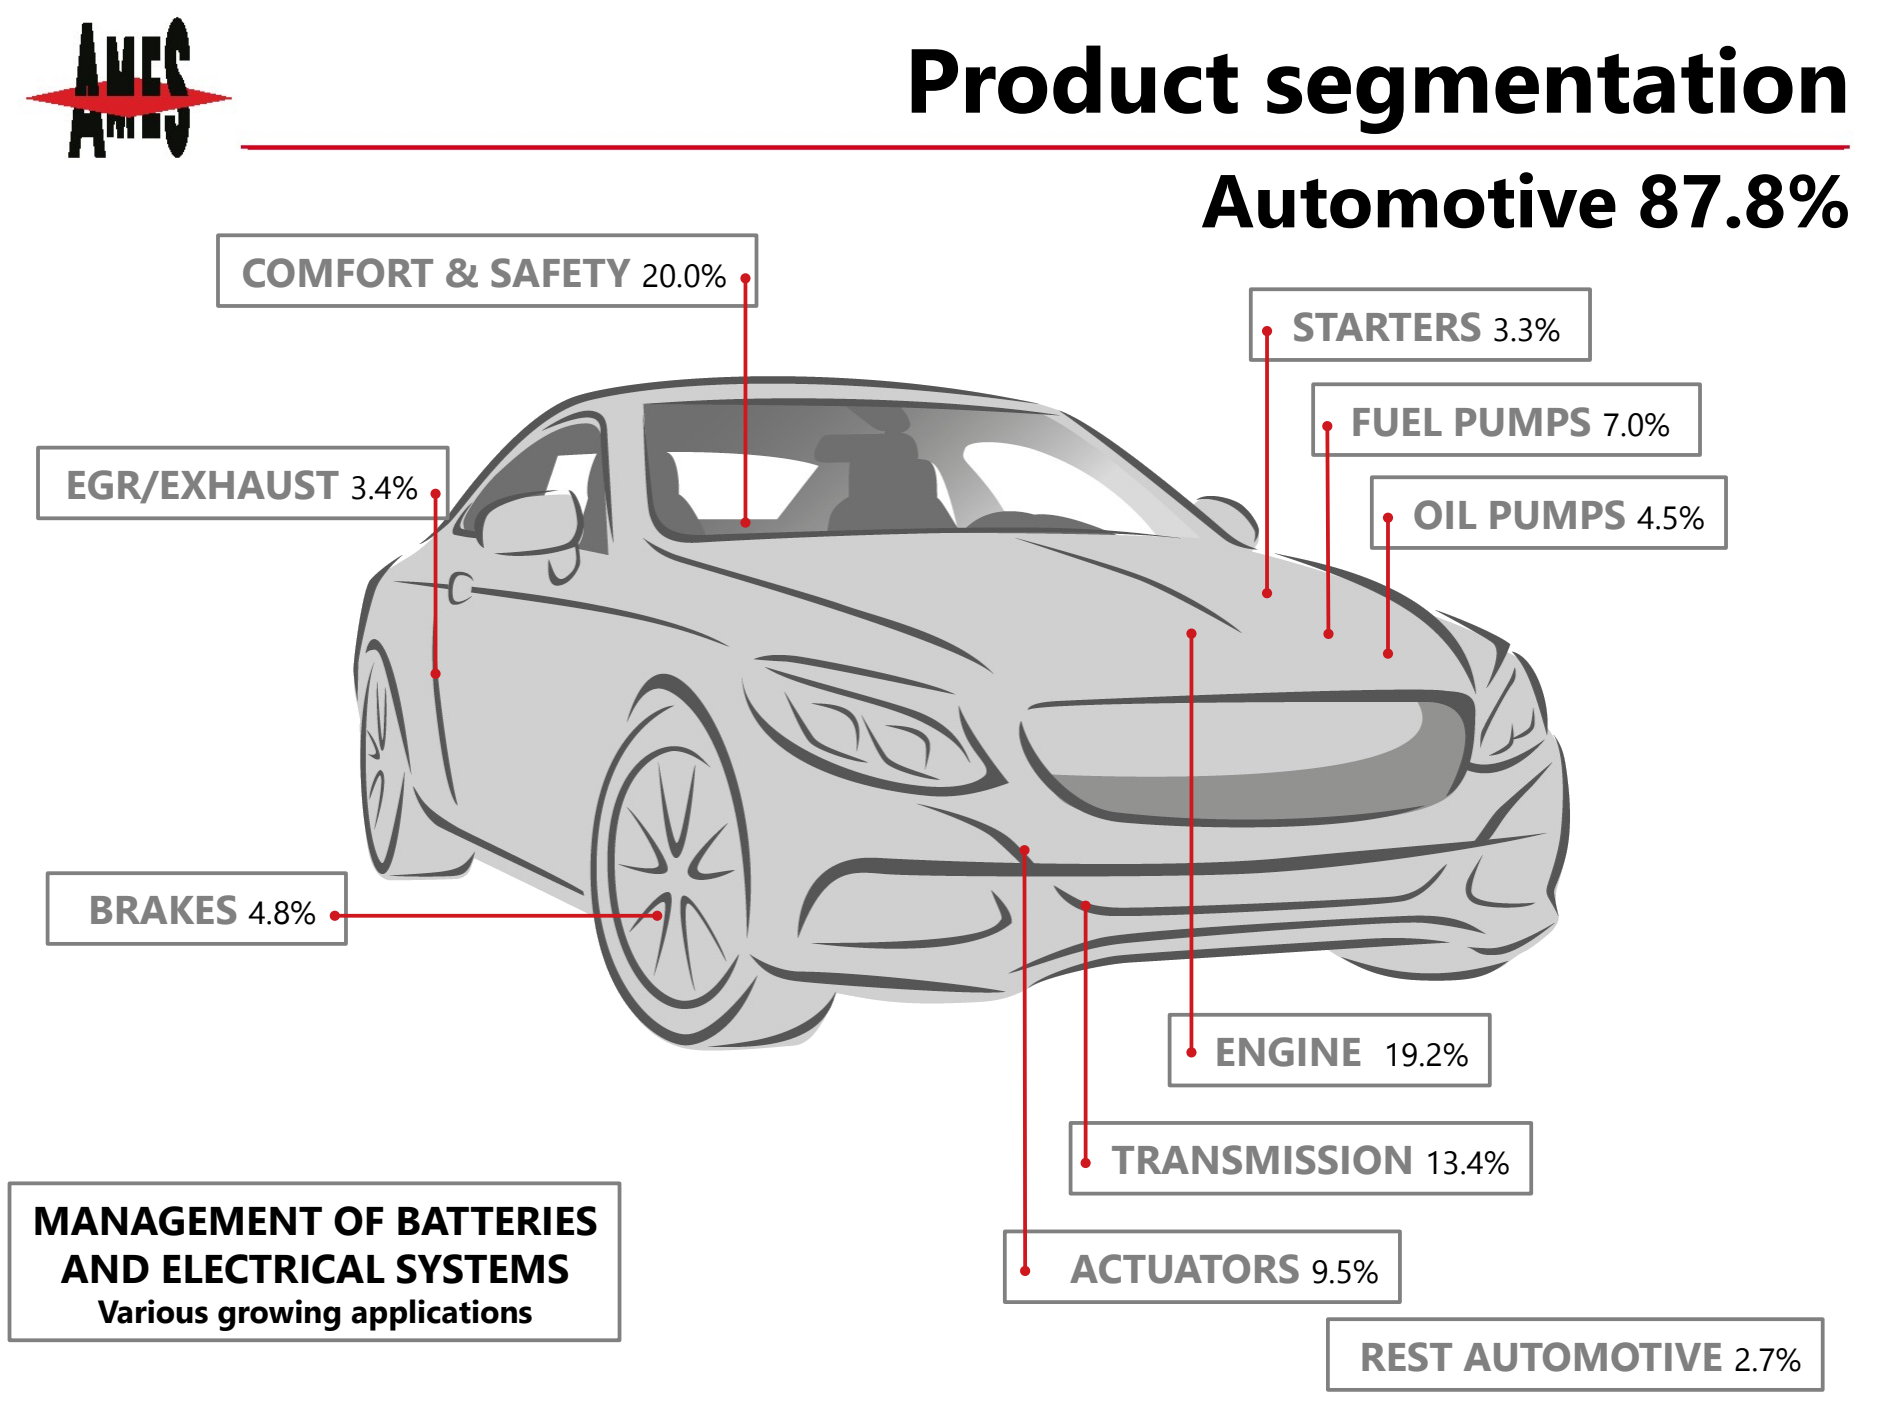 AMES
Product segmentation
Automotive 87.8%
COMFORT & SAFETY 20.0%
STARTERS 3.3%
FUEL PUMPS 7.0%
EGR/EXHAUST 3.4%
OIL PUMPS 4.5%
BRAKES 4.8%
ENGINE 19.2%
TRANSMISSION 13.4%
MANAGEMENT OF BATTERIES
AND ELECTRICAL SYSTEMS
Various growing applications
ACTUATORS 9.5%
REST AUTOMOTIVE 2.7%